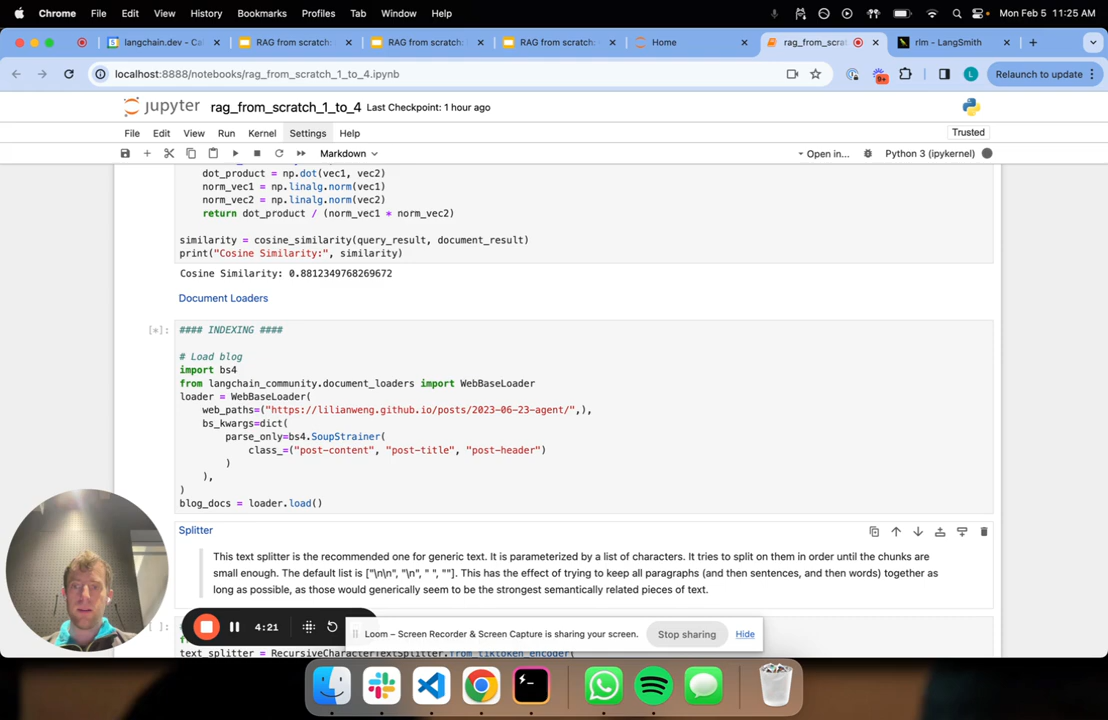 Chrome File Edit View History Bookmarks Profiles Tab Window Help Mon Feb 5 11:25 AM
langchain.dev - Ca RAG from scratch: RAG from scratch: RAG from scratch: Home rag_from_scra rlm - LangSmith
localhost:8888/notebooks/rag_from_scratch_1_to_4.ipynb 9+ L Relaunch to update
jupyter rag_from_scratch_1_to_4 Last Checkpoint: 1 hour ago
File Edit View Run Kernel Settings Help Trusted
Markdown Open in... Python 3 (ipykernel)
dot_product = np.dot(vec1, vec2)
norm_vec1 = np.linalg.norm(vec1)
norm_vec2 = np.linalg.norm(vec2)
return dot_product / (norm_vec1 * norm_vec2)
similarity = cosine_similarity(query_result, document_result)
print("Cosine Similarity:", similarity)
Cosine Similarity: 0.8812349768269672
Document Loaders
[*]: #### INDEXING ####
# Load blog
import bs4
from langchain_community.document_loaders import WebBaseLoader
loader = WebBaseLoader(
web_paths=("https://lilianweng.github.io/posts/2023-06-23-agent/",),
bs_kwargs=dict(
parse_only=bs4.SoupStrainer(
class_=("post-content", "post-title", "post-header")
)
),
)
blog_docs = loader.load()
Splitter
This text splitter is the recommended one for generic text. It is parameterized by a list of characters. It tries to split on them in order until the chunks are
small enough. The default list is ["\n\n", "\n", " ", ""]. This has the effect of trying to keep all paragraphs (and then sentences, and then words) together
as long as possible, as those would generically seem to be the strongest semantically related pieces of text.
[ ]:
4:21 Loom – Screen Recorder & Screen Capture is sharing your screen. Stop sharing Hide
text_splitter = RecursiveCharacterTextSplitter.from_tiktoken_encoder(